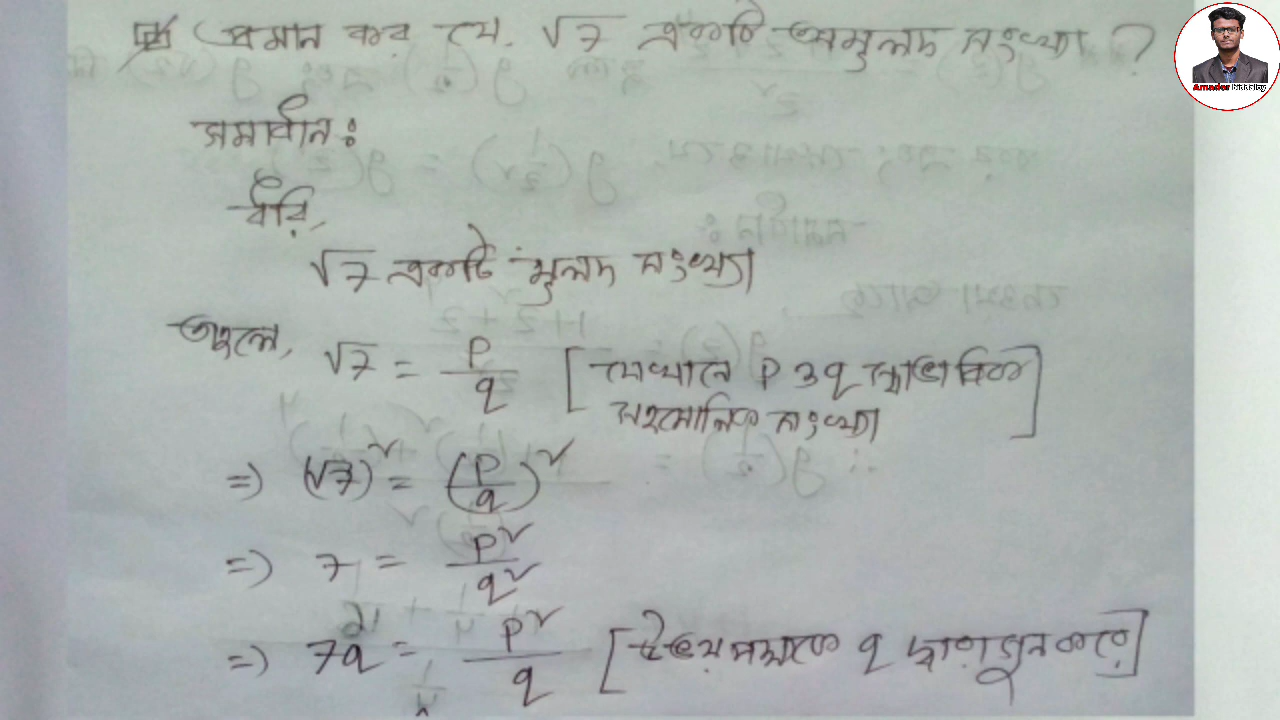 প্রমান কর যে. √7 একটি অমুলদ সংখ্যা ?
সমাধান ঃ
ধরি,
√7 একটি মুলদ সংখ্যা
তাহলে, √7 = P/q [যেখানে P ও q স্বাভাবিক
সহমৌলিক সংখ্যা]
=> (√7)² = (P/q)²
=> 7 = P²/q²
=> 7q = P²/q [উভয় পক্ষকে q দ্বারা গুন করে]
Amader